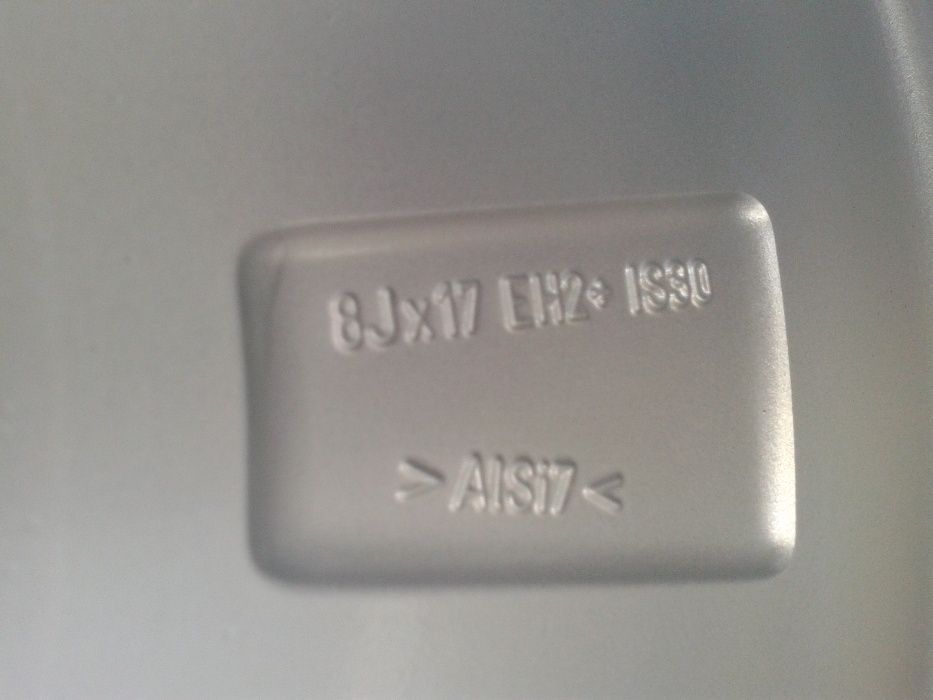 8Jx17 EH2+ IS30
>AlSi7<